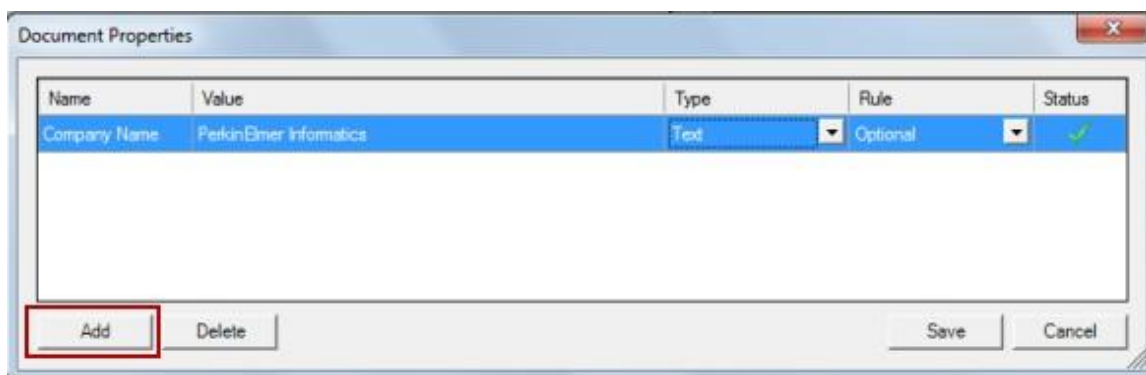 Document Properties
Name Value Type Rule Status
Company Name PerkinElmer Informatics Text Optional
Add Delete Save Cancel